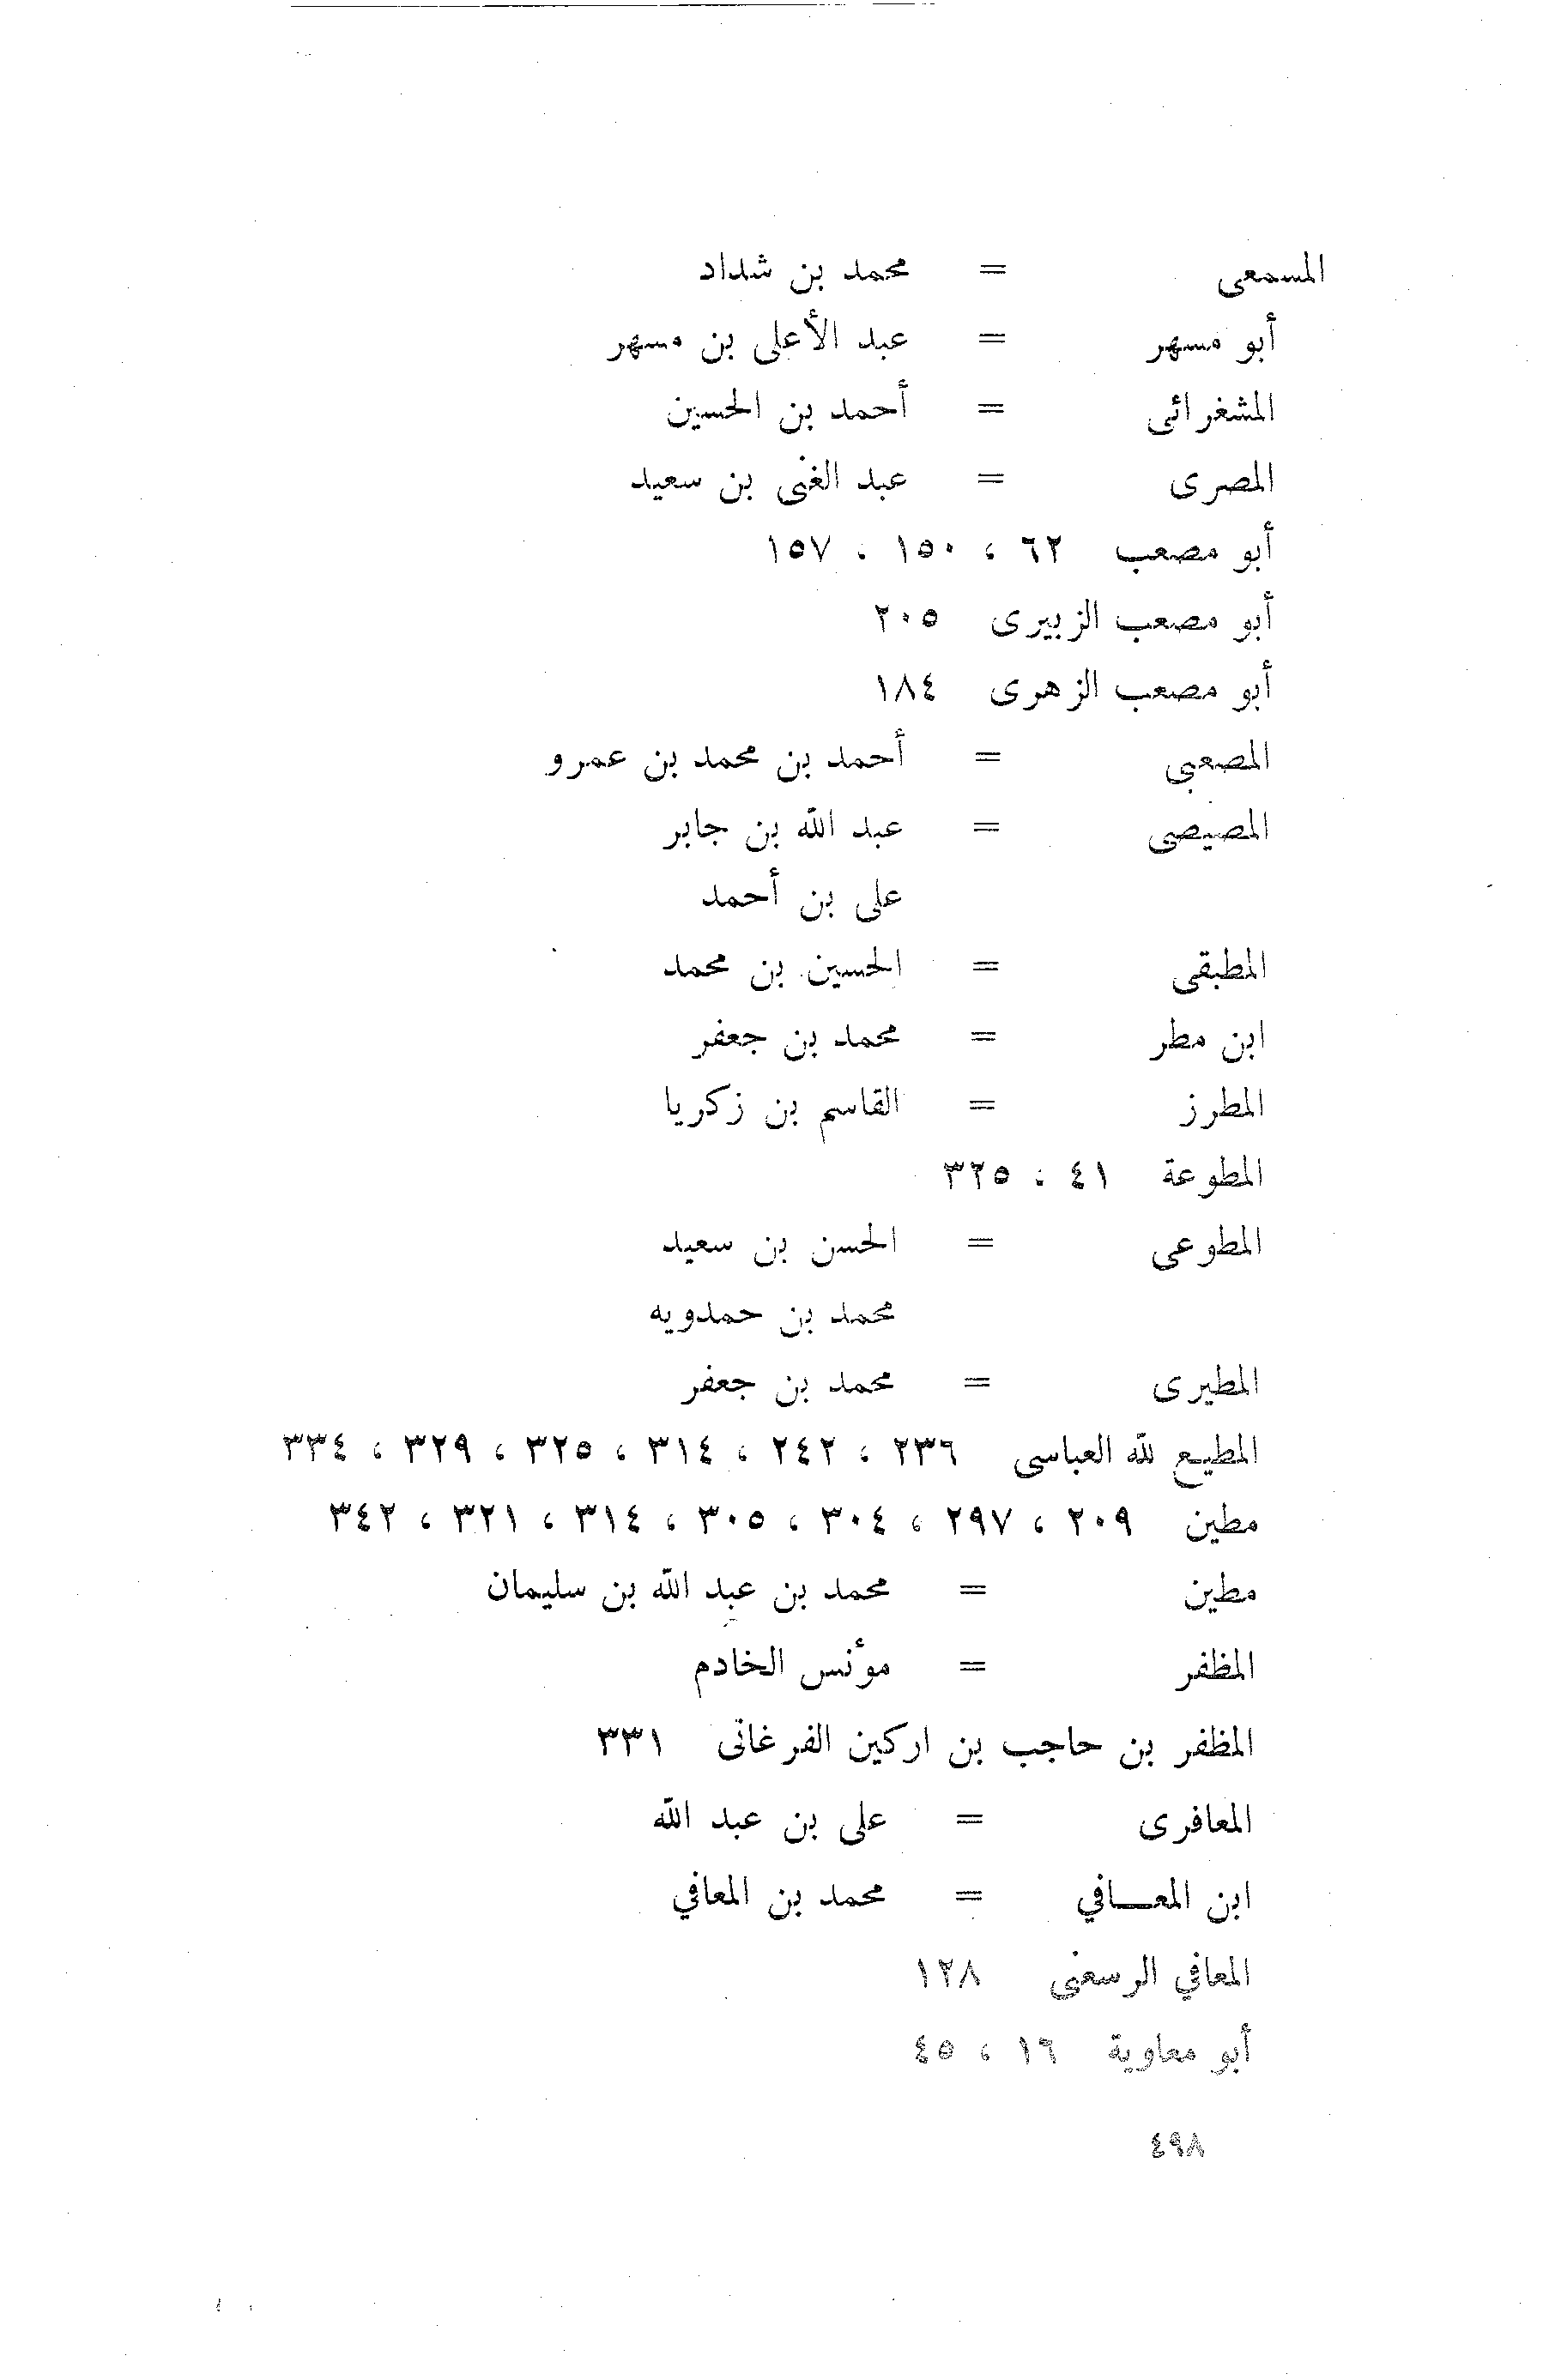 المسمعى = محمد بن شداد
أبو مسهر = عبد الأعلى بن مسهر
المشغرائى = أحمد بن الحسين
المصرى = عبد الغنى بن سعيد
أبو مصعب ٦٢ ، ١٥٠ ، ١٥٧
أبو مصعب الزبيرى ٢٠٥
أبو مصعب الزهرى ١٨٤
المصعبى = أحمد بن محمد بن عمرو
المصيصى = عبد الله بن جابر
على بن أحمد
المطبقى = الحسين بن محمد
ابن مطر = محمد بن جعفر
المطرز = القاسم بن زكريا
المطوعة ٤١ ، ٣٢٥
المطوعى = الحسن بن سعيد
محمد بن حمدويه
المطيرى = محمد بن جعفر
المطيع لله العباسى ٢٣٦ ، ٢٤٢ ، ٣١٤ ، ٣٢٥ ، ٣٢٩ ، ٣٣٤
مطين ٢٠٩ ، ٢٩٧ ، ٣٠٤ ، ٣٠٥ ، ٣١٤ ، ٣٢١ ، ٣٤٢
مطين = محمد بن عبد الله بن سليمان
المظفر = مؤنس الخادم
المظفر بن حاجب بن اركين الفرغانى ٣٣١
المعافرى = على بن عبد الله
ابن المعـــافي = محمد بن المعافي
المعافي الرسعنى ١٢٨
أبو معاوية ١٦ ، ٤٥
٤٩٨